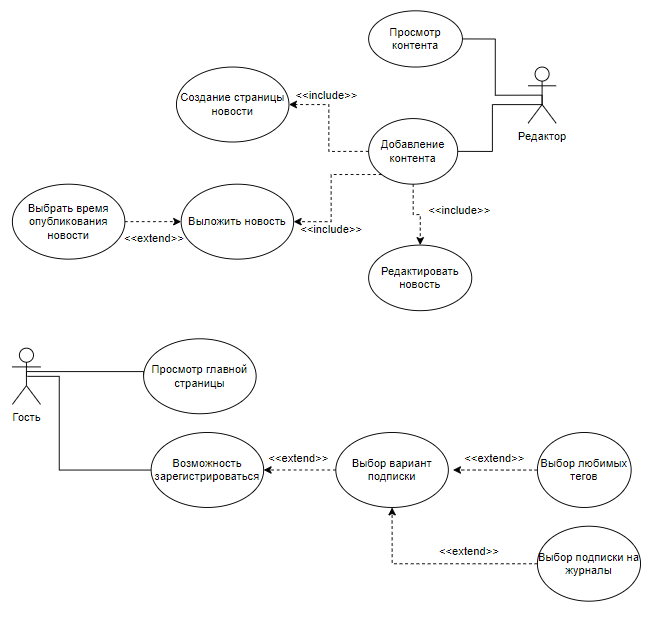 Просмотр
контента
Создание страницы
новости
<<include>>
Редактор
Добавление
контента
Выбрать время
опубликования
новости
<<extend>>
Выложить новость
<<include>>
<<include>>
Редактировать
новость
Гость
Просмотр главной
страницы
Возможность
зарегистрироваться
<<extend>>
Выбор вариант
подписки
<<extend>>
Выбор любимых
тегов
<<extend>>
Выбор подписки на
журналы